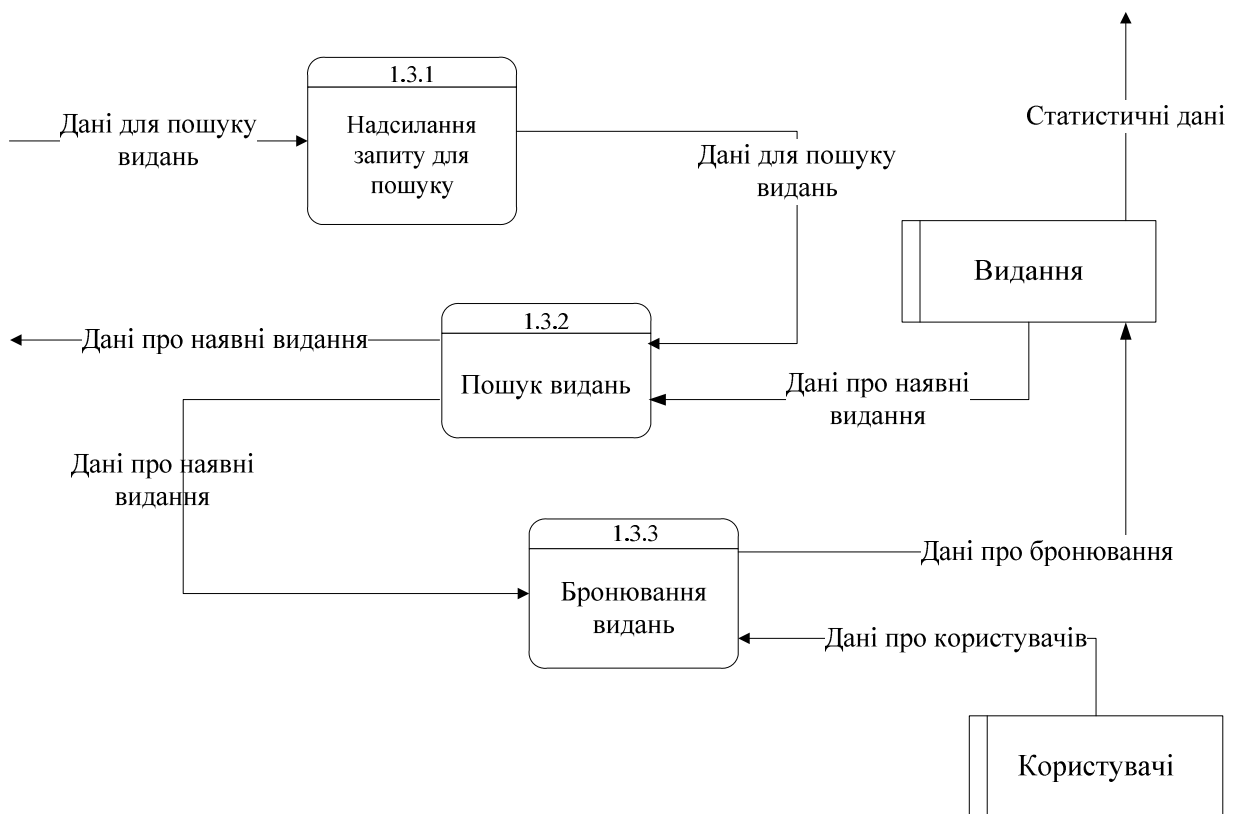 1.3.1
Надсилання
запиту для
пошуку
Дані для пошуку
видань
Дані для пошуку
видань
Статистичні дані
Видання
1.3.2
Пошук видань
Дані про наявні видання
Дані про наявні
видання
Дані про наявні
видання
1.3.3
Бронювання
видань
Дані про бронювання
Дані про користувачів
Користувачі